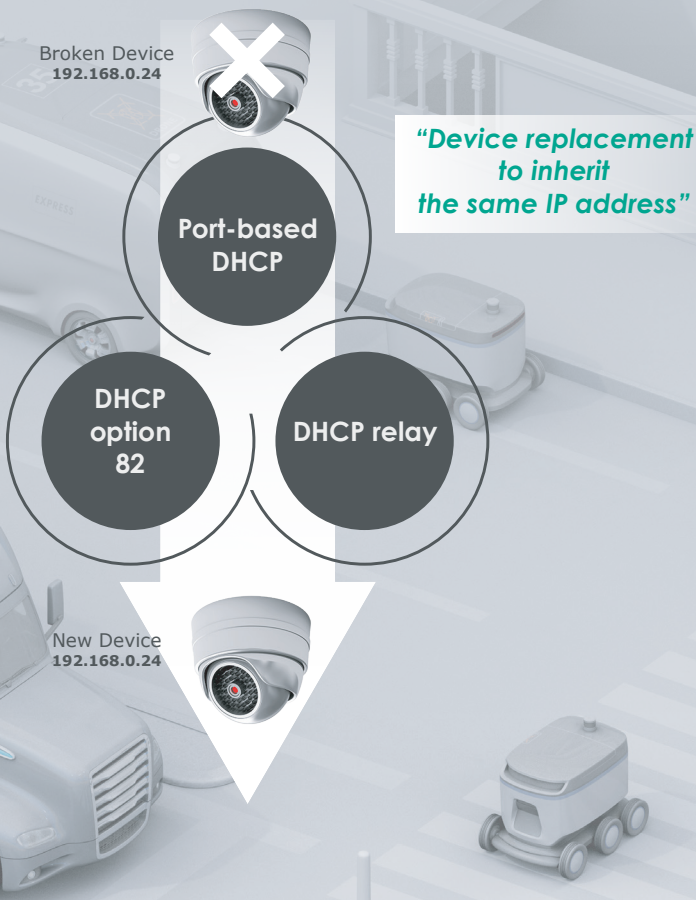 Broken Device
192.168.0.24
“Device replacement
to inherit
the same IP address”
EXPRESS
Port-based
DHCP
DHCP
option
82
DHCP relay
New Device
192.168.0.24